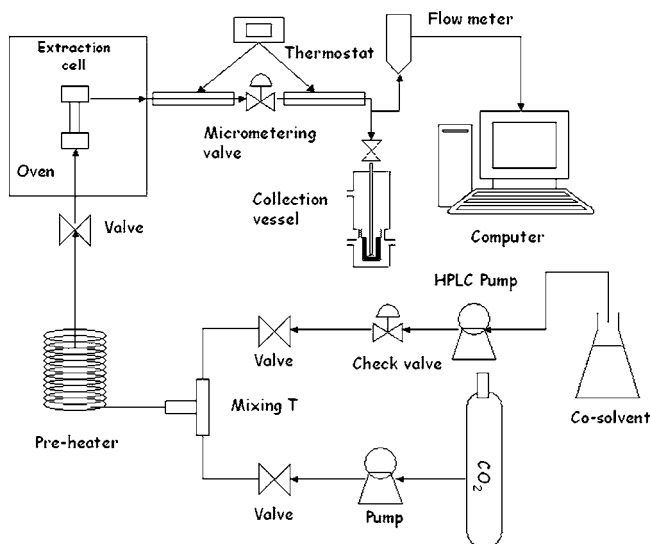 Flow meter
Extraction
cell
Thermostat
Micrometering
valve
Oven
Collection
vessel
Valve
Computer
HPLC Pump
Valve
Check valve
Mixing T
Co-solvent
Pre-heater
CO2
Valve
Pump